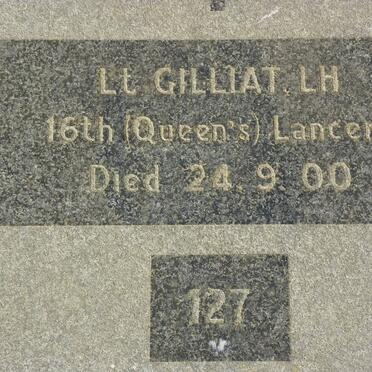 Lt GILLIAT. LH
16th (Queen's) Lancer
Died 24. 9. 00
127